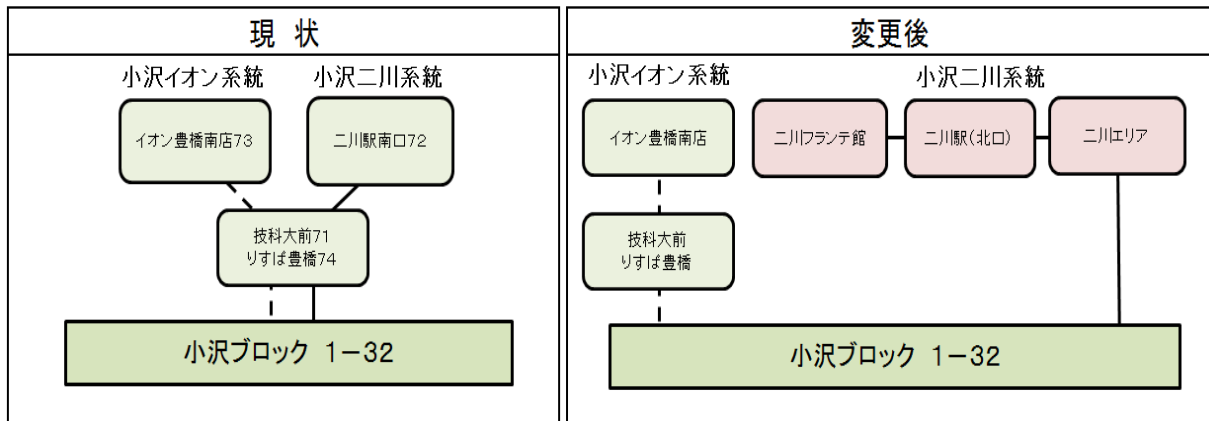 現 状
小沢イオン系統
小沢二川系統
イオン豊橋南店73
二川駅南口72
技科大前71
りすぱ豊橋74
小沢ブロック 1－32
変更後
小沢イオン系統
小沢二川系統
イオン豊橋南店
二川フランテ館
二川駅(北口)
二川エリア
技科大前
りすぱ豊橋
小沢ブロック 1－32